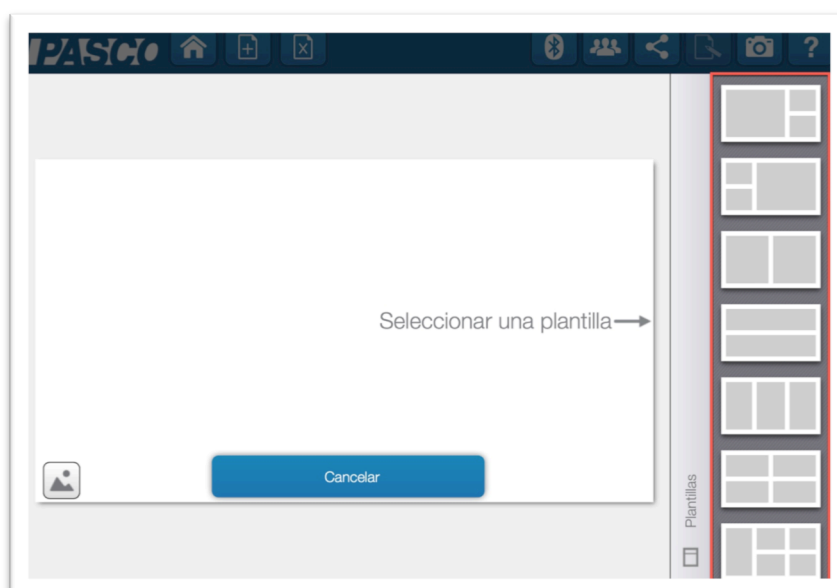 PASCO
?
Seleccionar una plantilla
Cancelar
Plantillas